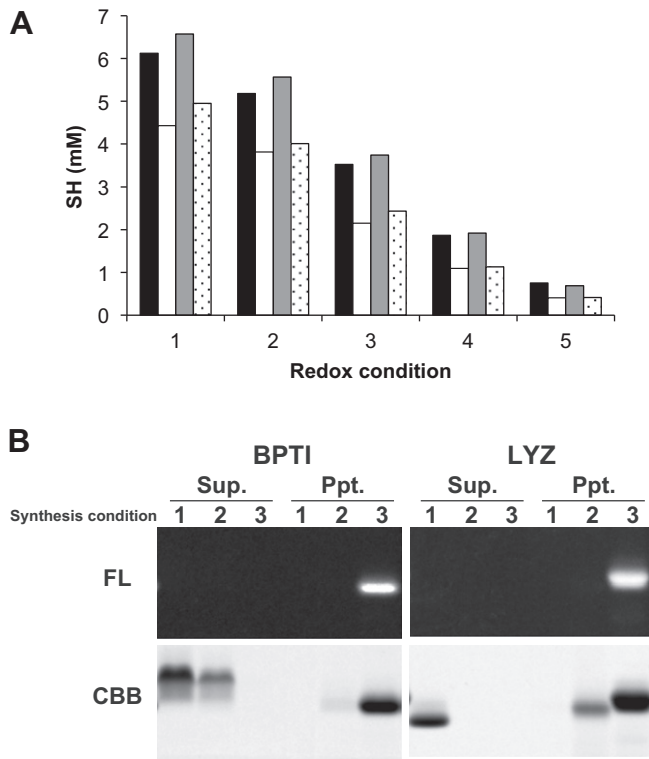 A
7
6
5
4
3
2
1
0
SH (mM)
1 2 3 4 5
Redox condition
B
BPTI LYZ
Sup. Ppt. Sup. Ppt.
Synthesis condition 1 2 3 1 2 3 1 2 3 1 2 3
FL
CBB